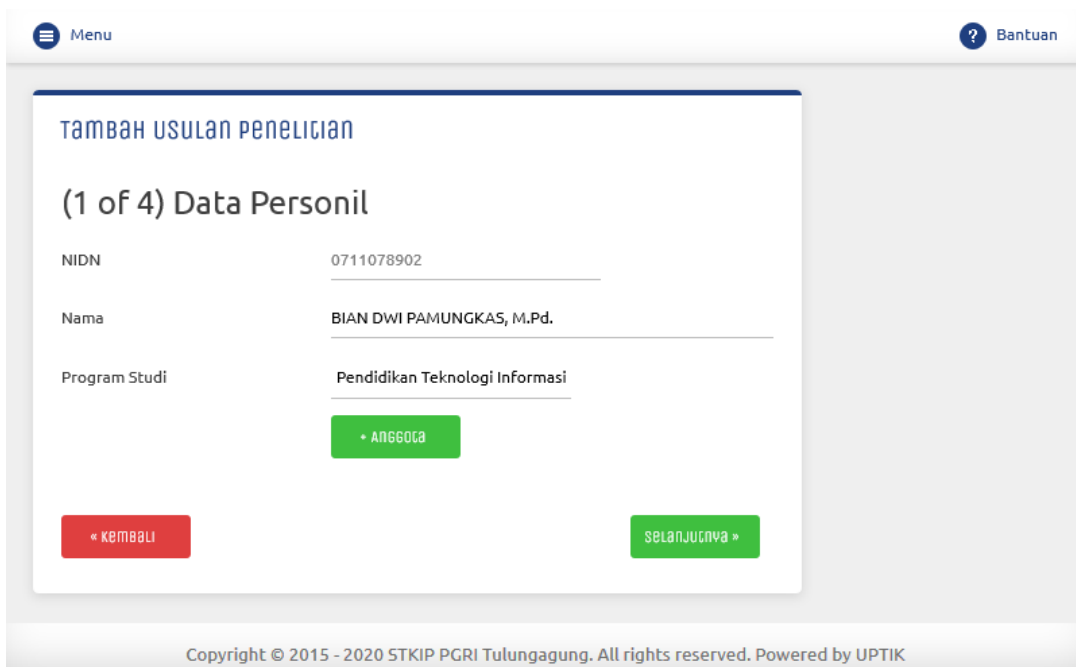 Menu
Bantuan
Tambah Usulan Penelitian
(1 of 4) Data Personil
NIDN 0711078902
Nama BIAN DWI PAMUNGKAS, M.Pd.
Program Studi Pendidikan Teknologi Informasi
+ Anggota
« Kembali
Selanjutnya »
Copyright © 2015 - 2020 STKIP PGRI Tulungagung. All rights reserved. Powered by UPTIK